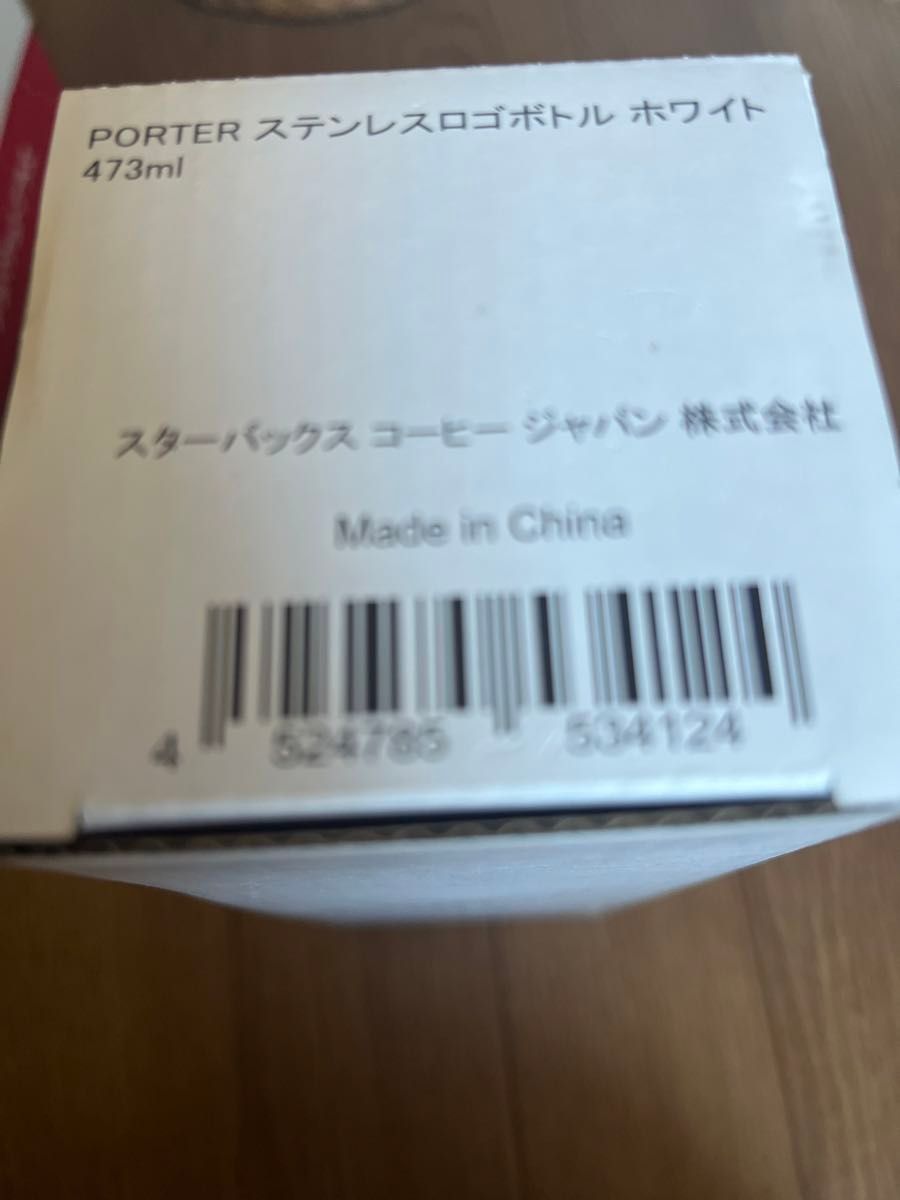 PORTER ステンレスロゴボトル ホワイト
473ml
スターバックス コーヒー ジャパン 株式会社
Made in China
4 524785 534124